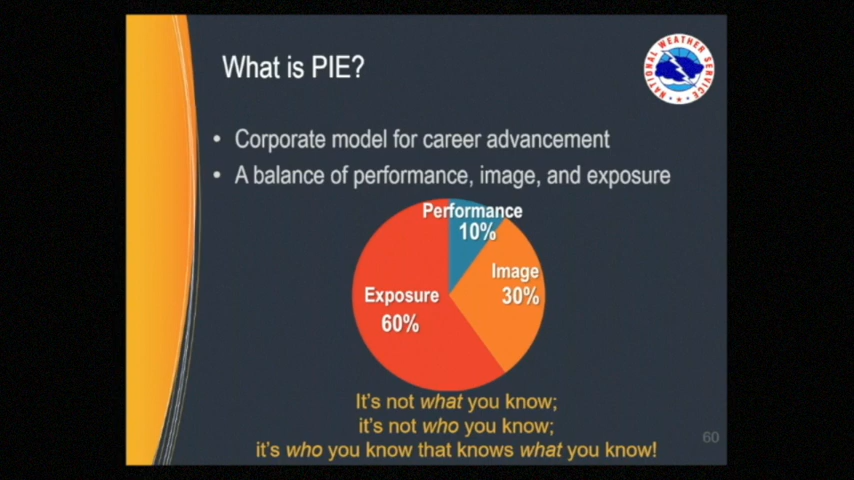 What is PIE?
NATIONAL WEATHER SERVICE
• Corporate model for career advancement
• A balance of performance, image, and exposure
Performance
10%
Image
30%
Exposure
60%
It's not what you know;
it's not who you know;
it's who you know that knows what you know!
60